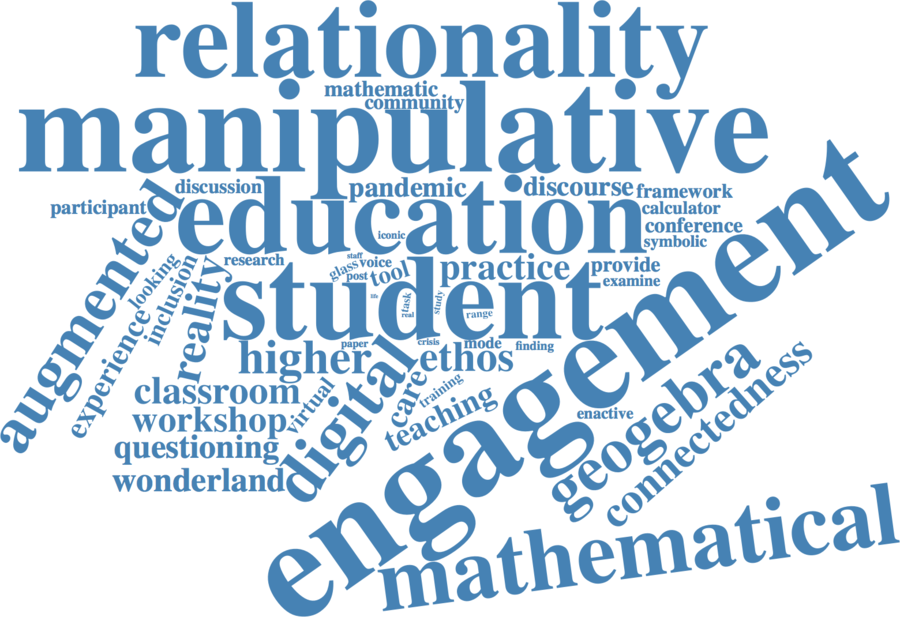 relationality
mathematic
community
manipulative
discussion
pandemic
discourse
framework
participant
education
calculator
conference
iconic
symbolic
augmented
looking
inclusion
research
staff
glass
voice
post
tool
practice
provide
examine
reality
experience
student
life
task
real
study
range
paper
crisis
mode
finding
higher
ethos
engagement
classroom
virtual
digital
care
training
teaching
enactive
geogebra
connectedness
workshop
questioning
wonderland
mathematical